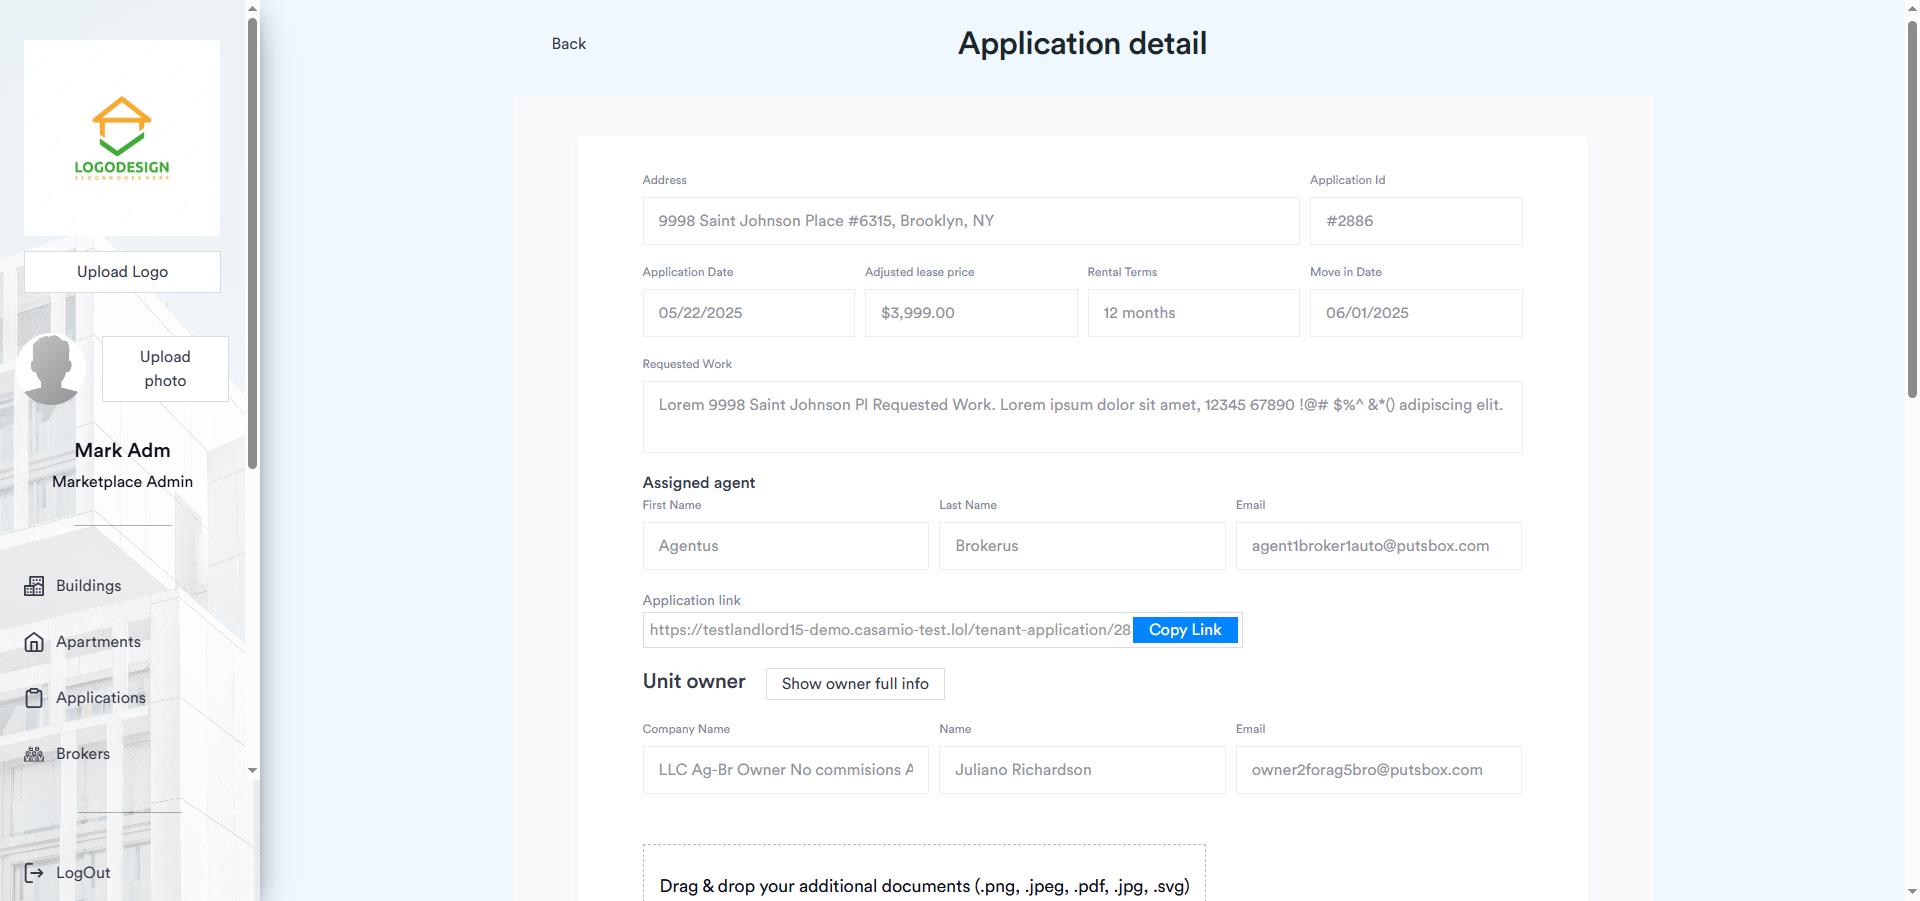 Back
Application detail
LOGODESIGN
SLOGANGOESHERE
Upload Logo
Upload
photo
Mark Adm
Marketplace Admin
Buildings
Apartments
Applications
Brokers
LogOut
Address
Application Id
9998 Saint Johnson Place #6315, Brooklyn, NY
#2886
Application Date
Adjusted lease price
Rental Terms
Move in Date
05/22/2025
$3,999.00
12 months
06/01/2025
Requested Work
Lorem 9998 Saint Johnson Pl Requested Work. Lorem ipsum dolor sit amet, 12345 67890 !@# $%^ &*() adipiscing elit.
Assigned agent
First Name
Last Name
Email
Agentus
Brokerus
agent1broker1auto@putsbox.com
Application link
https://testlandlord15-demo.casamio-test.lol/tenant-application/28
Copy Link
Unit owner
Show owner full info
Company Name
Name
Email
LLC Ag-Br Owner No commisions A
Juliano Richardson
owner2forag5bro@putsbox.com
Drag & drop your additional documents (.png, .jpeg, .pdf, .jpg, .svg)